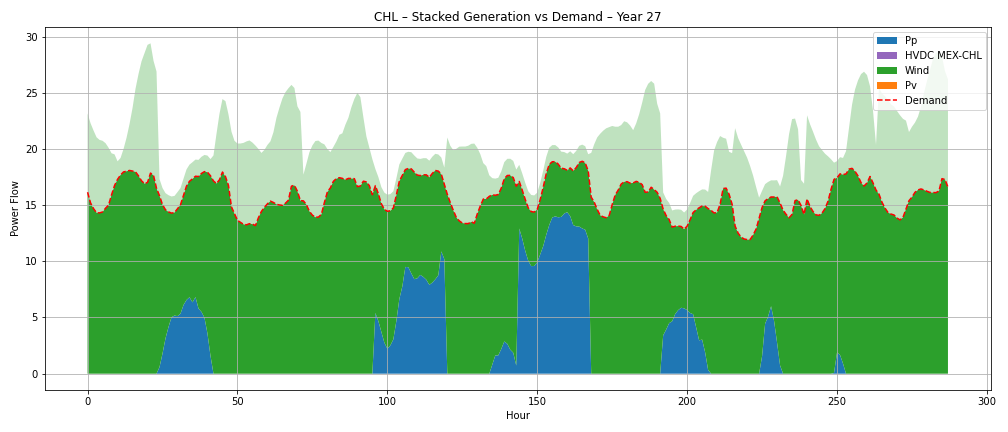 CHL – Stacked Generation vs Demand – Year 27
Power Flow
30
25
20
15
10
5
0
0 50 100 150 200 250 300
Hour
Pp
HVDC MEX-CHL
Wind
Pv
Demand